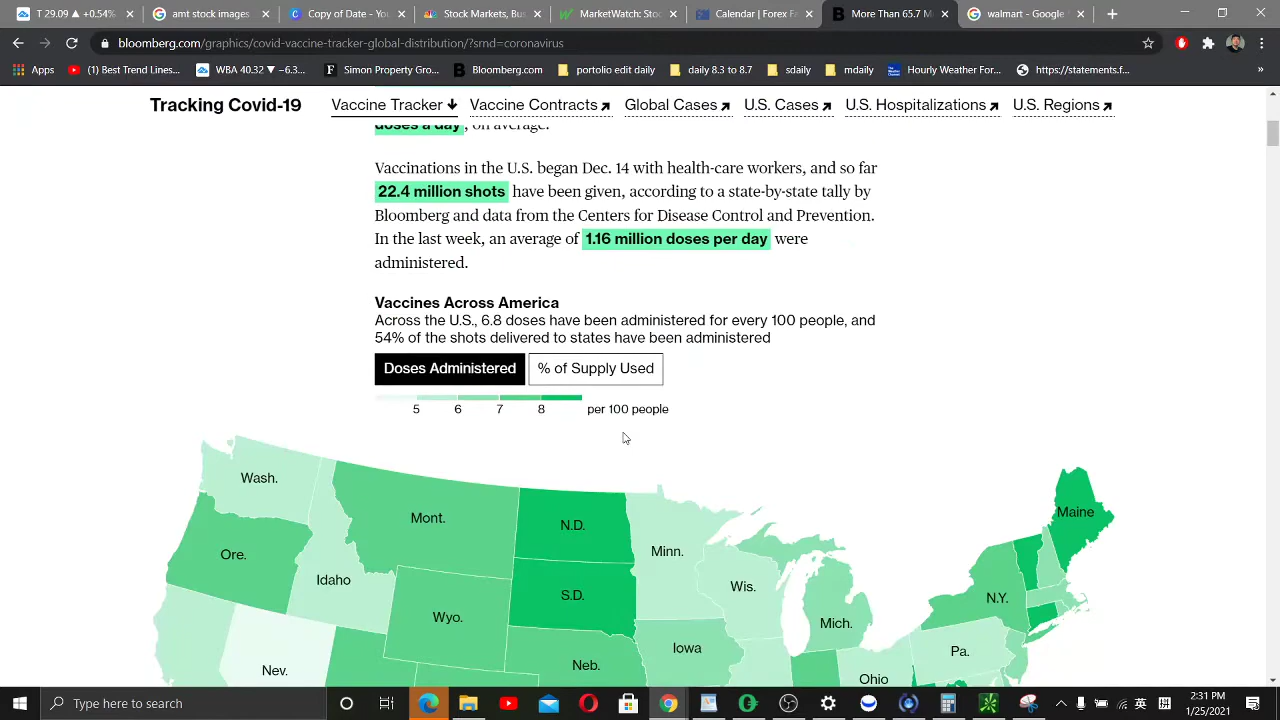 T 29.09 ▲ +0.54% - You
G
Zoom of date - Calenda
Stock Markets, Business
MarketWatch: Stock
Calendar | Forex F
B More Than 65.7 M
G walmart - Google
bloomberg.com/graphics/covid-vaccine-tracker-global-distribution/?smd=coronavirus
Apps
(1) Best Trend Lines...
WBA 40.32 ▼ −6.3...
Simon Property Gro...
Bloomberg.com
portolio edit daily
daily 8.3 to 8.7
sdaily
mdaily
Hourly Weather For...
https://statements.f...
»
Tracking Covid-19
Vaccine Tracker
Vaccine Contracts
Global Cases
U.S. Cases
U.S. Hospitalizations
U.S. Regions
doses a day, on average.
Vaccinations in the U.S. began Dec. 14 with health-care workers, and so far
22.4 million shots have been given, according to a state-by-state tally by
Bloomberg and data from the Centers for Disease Control and Prevention.
In the last week, an average of 1.16 million doses per day were
administered.
Vaccines Across America
Across the U.S., 6.8 doses have been administered for every 100 people, and
54% of the shots delivered to states have been administered
Doses Administered
% of Supply Used
5 6 7 8 per 100 people
Wash.
Mont.
N.D.
Maine
Ore.
Minn.
Idaho
Wis.
S.D.
N.Y.
Wyo.
Mich.
Iowa
Pa.
Nev.
Neb.
Ohio
Type here to search
英
拼
2:31 PM
1/25/2021